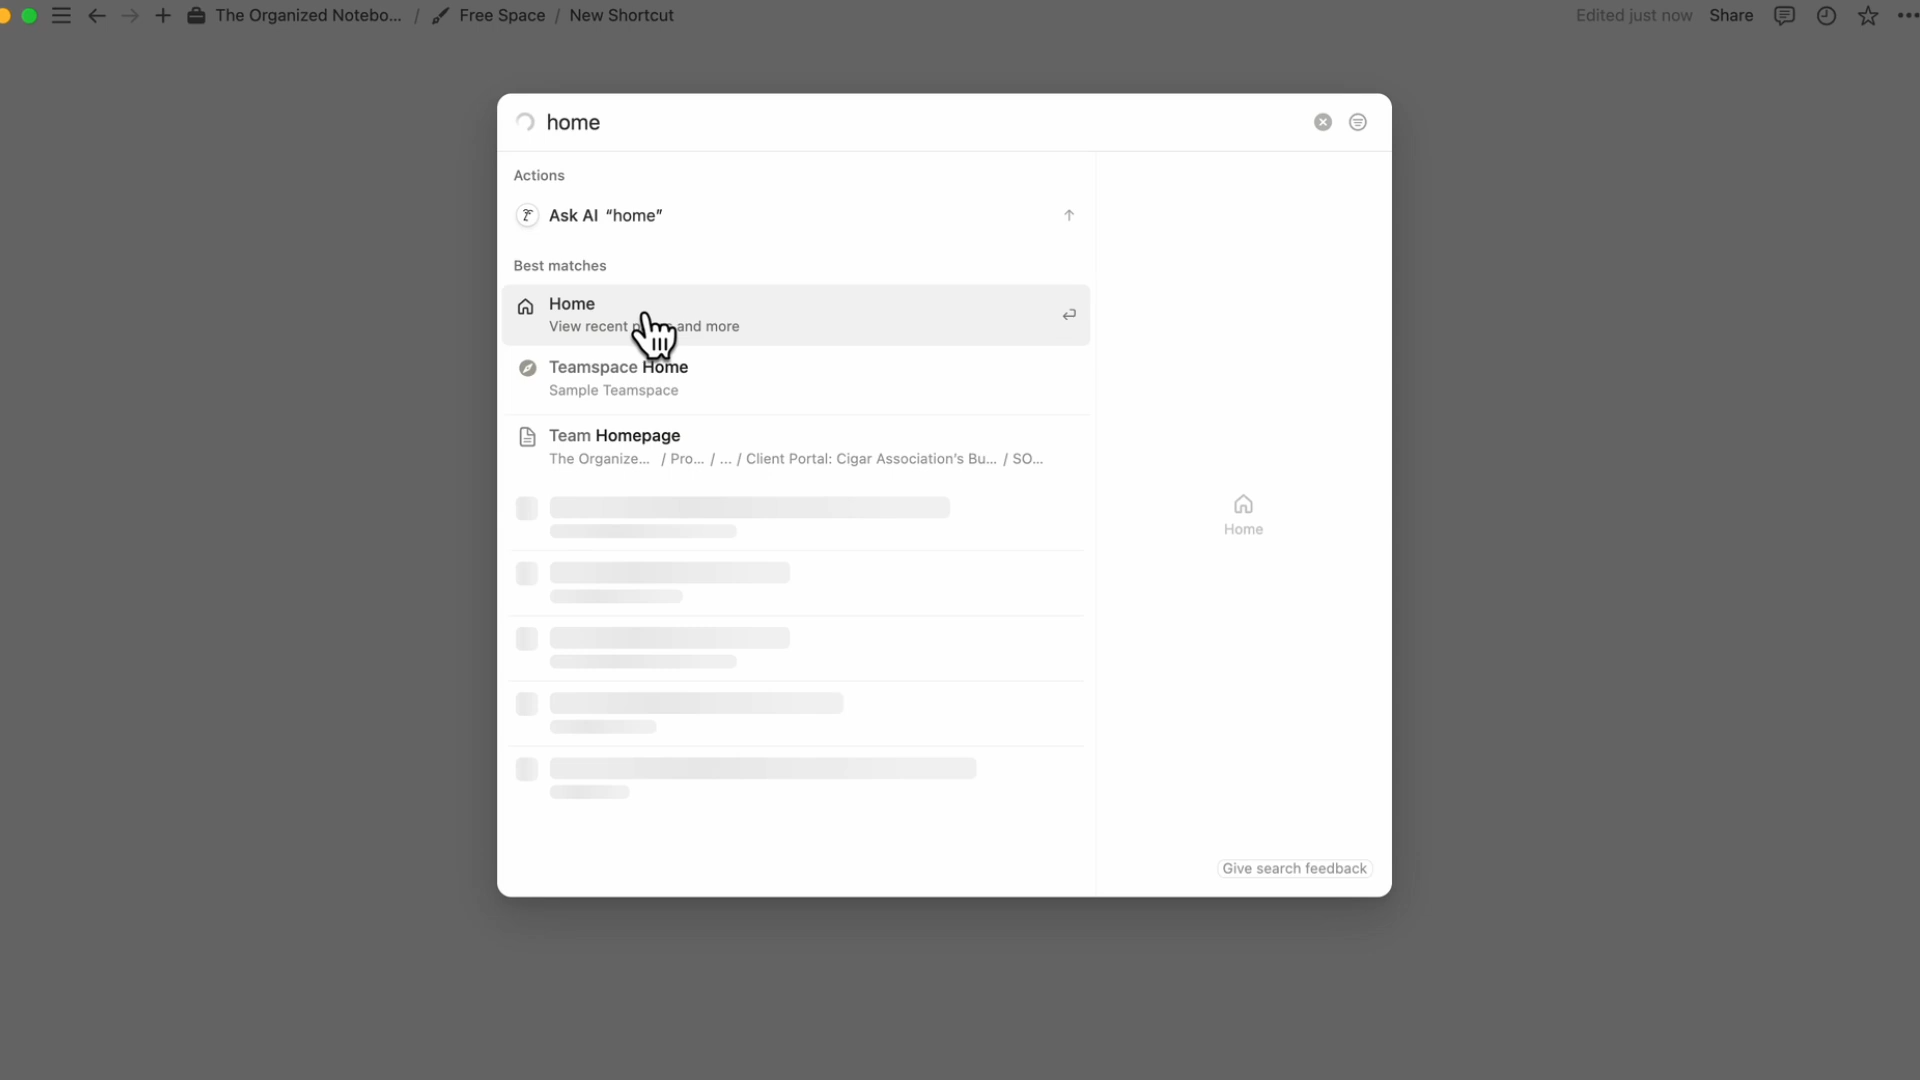 The Organized Notebo... / Free Space / New Shortcut
Edited just now Share
home
Actions
Ask AI “home”
Best matches
Home
View recent and more
Teamspace Home
Sample Teamspace
Team Homepage
The Organize... / Pro... / ... / Client Portal: Cigar Association’s Bu... / SO...
Home
Give search feedback